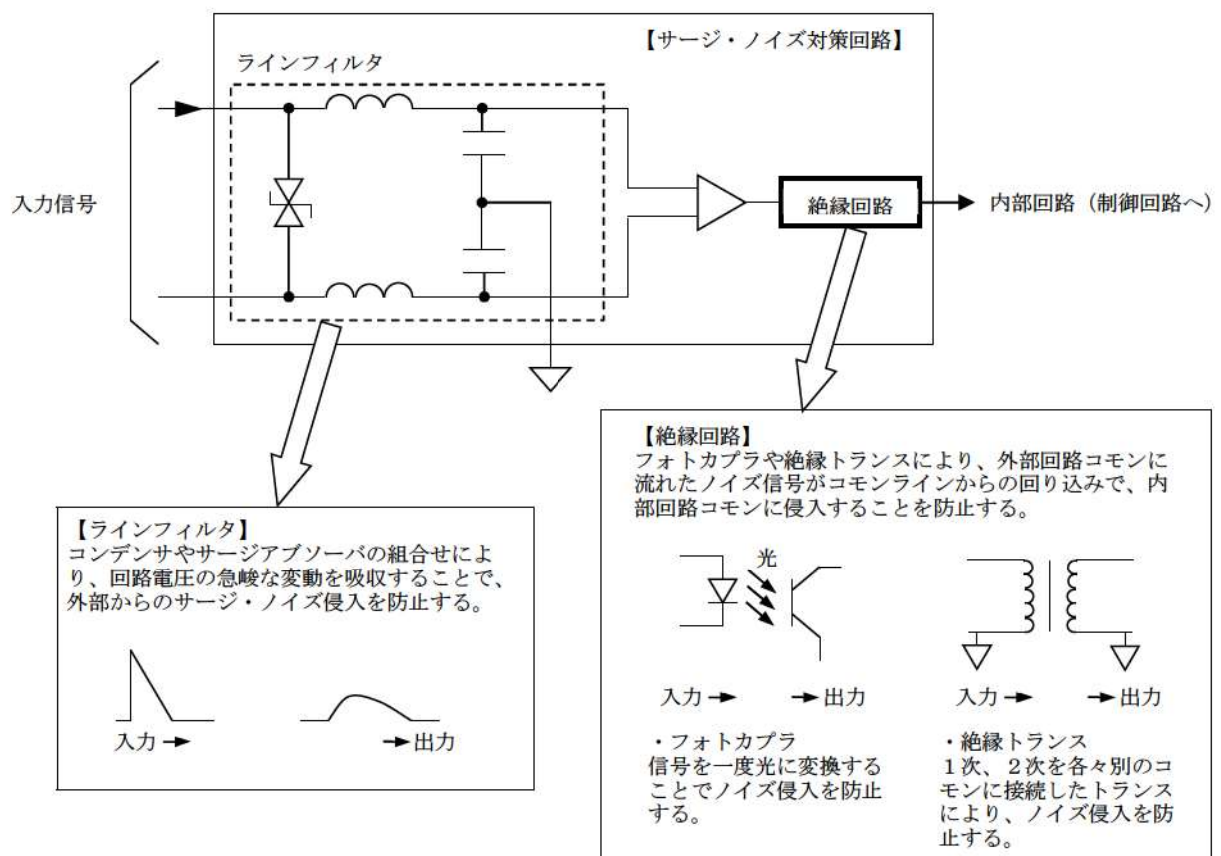 【サージ・ノイズ対策回路】
ラインフィルタ
入力信号
絶縁回路
内部回路（制御回路へ）
【ラインフィルタ】
コンデンサやサージアブソーバの組合せによ
り、回路電圧の急峻な変動を吸収することで、
外部からのサージ・ノイズ侵入を防止する。
入力
出力
【絶縁回路】
フォトカプラや絶縁トランスにより、外部回路コモンに
流れたノイズ信号がコモンラインからの回り込みで、内
部回路コモンに侵入することを防止する。
光
入力
出力
・フォトカプラ
信号を一度光に変換する
ことでノイズ侵入を防止
する。
入力
出力
・絶縁トランス
１次、２次を各々別のコ
モンに接続したトランス
により、ノイズ侵入を防
止する。